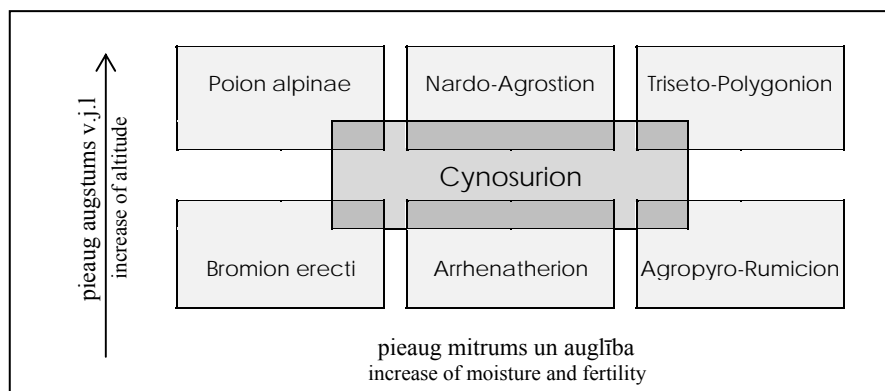 pieaug augstums v.j.l
increase of altitude
Poion alpinae
Nardo-Agrostion
Triseto-Polygonion
Cynosurion
Bromion erecti
Arrhenatherion
Agropyro-Rumicion
pieaug mitrums un auglība
increase of moisture and fertility